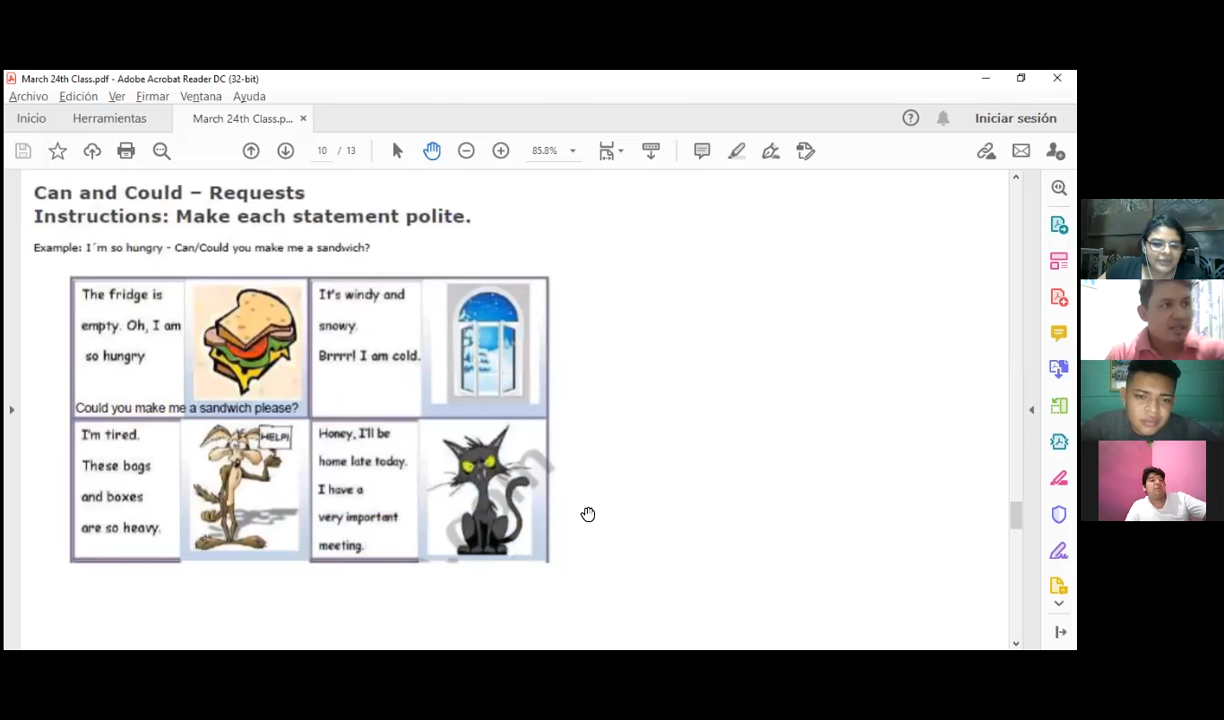 March 24th Class.pdf - Adobe Acrobat Reader DC (32-bit)
Archivo Edición Ver Firmar Ventana Ayuda
Inicio Herramientas March 24th Class.p... Iniciar sesión
10 / 13 85.8%
Can and Could – Requests
Instructions: Make each statement polite.
Example: I´m so hungry - Can/Could you make me a sandwich?
The fridge is
empty. Oh, I am
so hungry
Could you make me a sandwich please?
It's windy and
snowy.
Brrrr! I am cold.
I'm tired.
These bags
and boxes
are so heavy.
HELP!
Honey, I'll be
home late today.
I have a
very important
meeting.